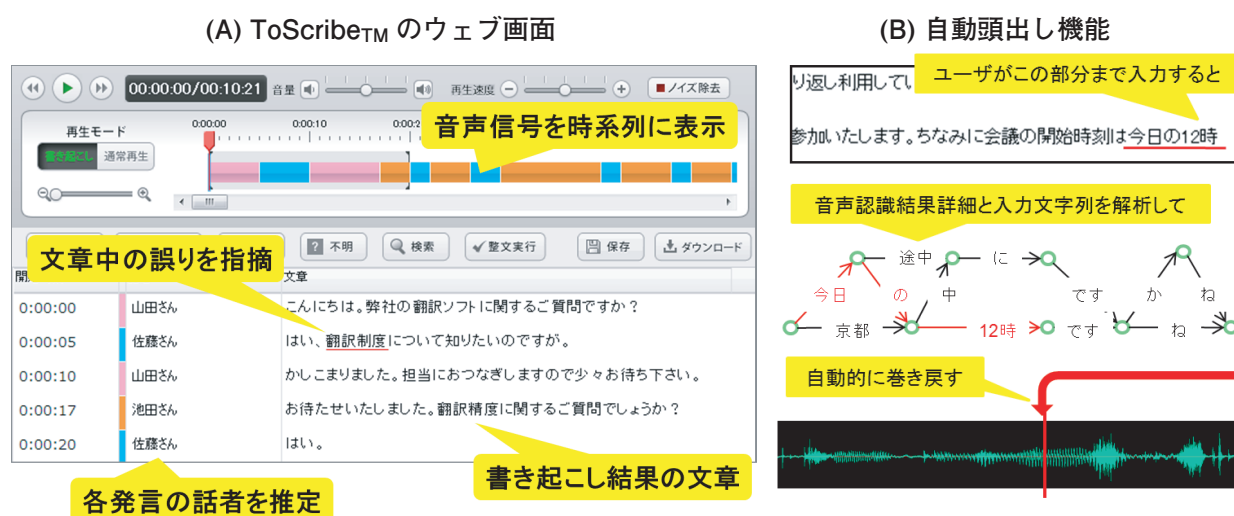 (A) ToScribeTM のウェブ画面
(B) 自動頭出し機能
00:00:00/00:10:21 音量 再生速度 ノイズ除去
再生モード
書き起こし 通常再生
0:00:00 0:00:10 0:00:2
音声信号を時系列に表示
? 不明 検索 整文実行 保存 ダウンロード
文章中の誤りを指摘
開 文章
0:00:00 山田さん こんにちは。弊社の翻訳ソフトに関するご質問ですか?
0:00:05 佐藤さん はい、翻訳制度について知りたいのですが。
0:00:10 山田さん かしこまりました。担当におつなぎしますので少々お待ち下さい。
0:00:17 池田さん お待たせいたしました。翻訳精度に関するご質問でしょうか?
0:00:20 佐藤さん はい。
書き起こし結果の文章
各発言の話者を推定
り返し利用してい
ユーザがこの部分まで入力すると
参加いたします。ちなみに会議の開始時刻は今日の12時
音声認識結果詳細と入力文字列を解析して
途中 に
今日 の 中 です か ね
京都 12時 です ね
自動的に巻き戻す